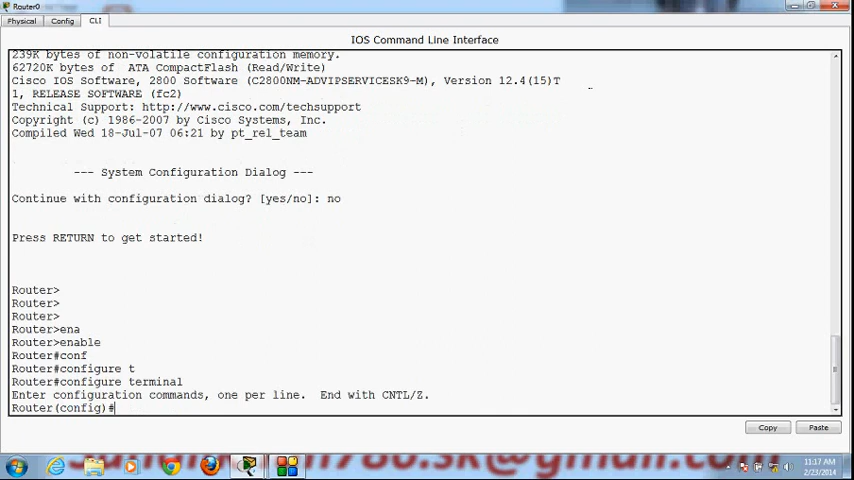 Router0
Physical Config CLI
IOS Command Line Interface
239K bytes of non-volatile configuration memory.
62720K bytes of ATA CompactFlash (Read/Write)
Cisco IOS Software, 2800 Software (C2800NM-ADVIPSERVICESK9-M), Version 12.4(15)T
1, RELEASE SOFTWARE (fc2)
Technical Support: http://www.cisco.com/techsupport
Copyright (c) 1986-2007 by Cisco Systems, Inc.
Compiled Wed 18-Jul-07 06:21 by pt_rel_team
--- System Configuration Dialog ---
Continue with configuration dialog? [yes/no]: no
Press RETURN to get started!
Router>
Router>
Router>
Router>ena
Router>enable
Router#conf
Router#configure t
Router#configure terminal
Enter configuration commands, one per line. End with CNTL/Z.
Router(config)#
Copy Paste
786.sk@gmail.com
11:17 AM
2/23/2014